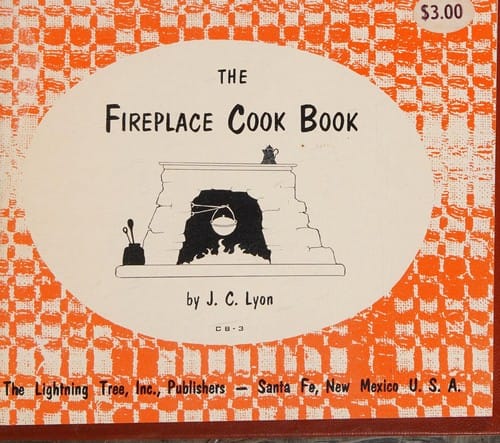 $3.00
THE
FIREPLACE COOK BOOK
by J. C. Lyon
CB-3
The Lightning Tree, Inc., Publishers — Santa Fe, New Mexico U. S. A.